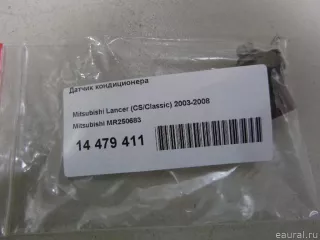 Датчик кондиционера
Mitsubishi Lancer (CS/Classic) 2003-2008
Mitsubishi MR250683
14 479 411
eaural.ru